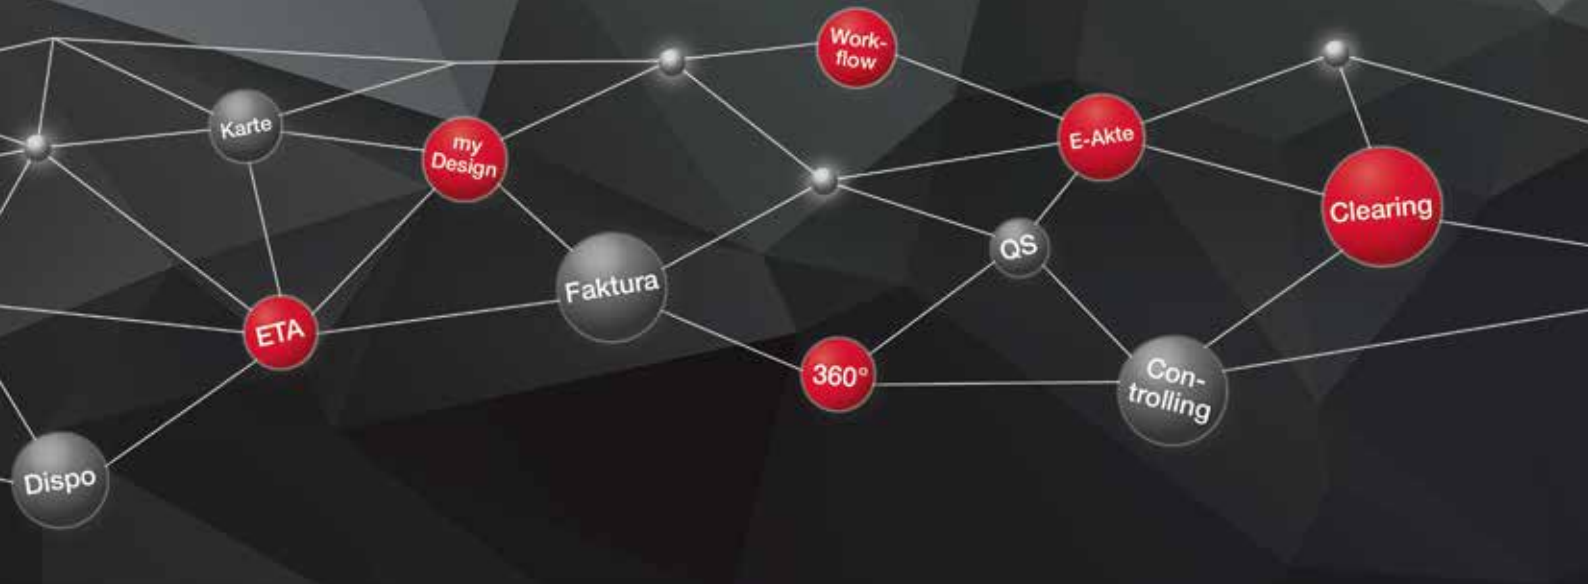 Work-
flow
Karte
my
Design
E-Akte
Clearing
QS
Faktura
ETA
360°
Con-
trolling
Dispo